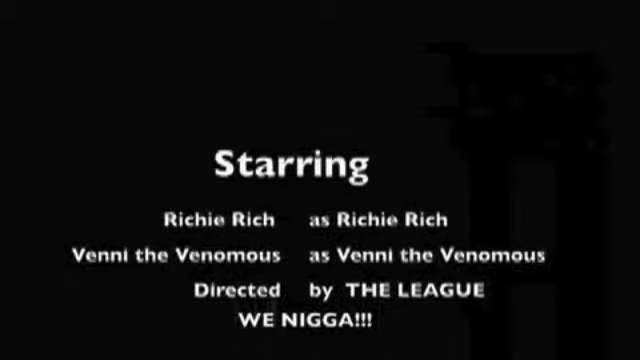 Starring
Richie Rich as Richie Rich
Venni the Venomous as Venni the Venomous
Directed by THE LEAGUE
WE NIGGA!!!